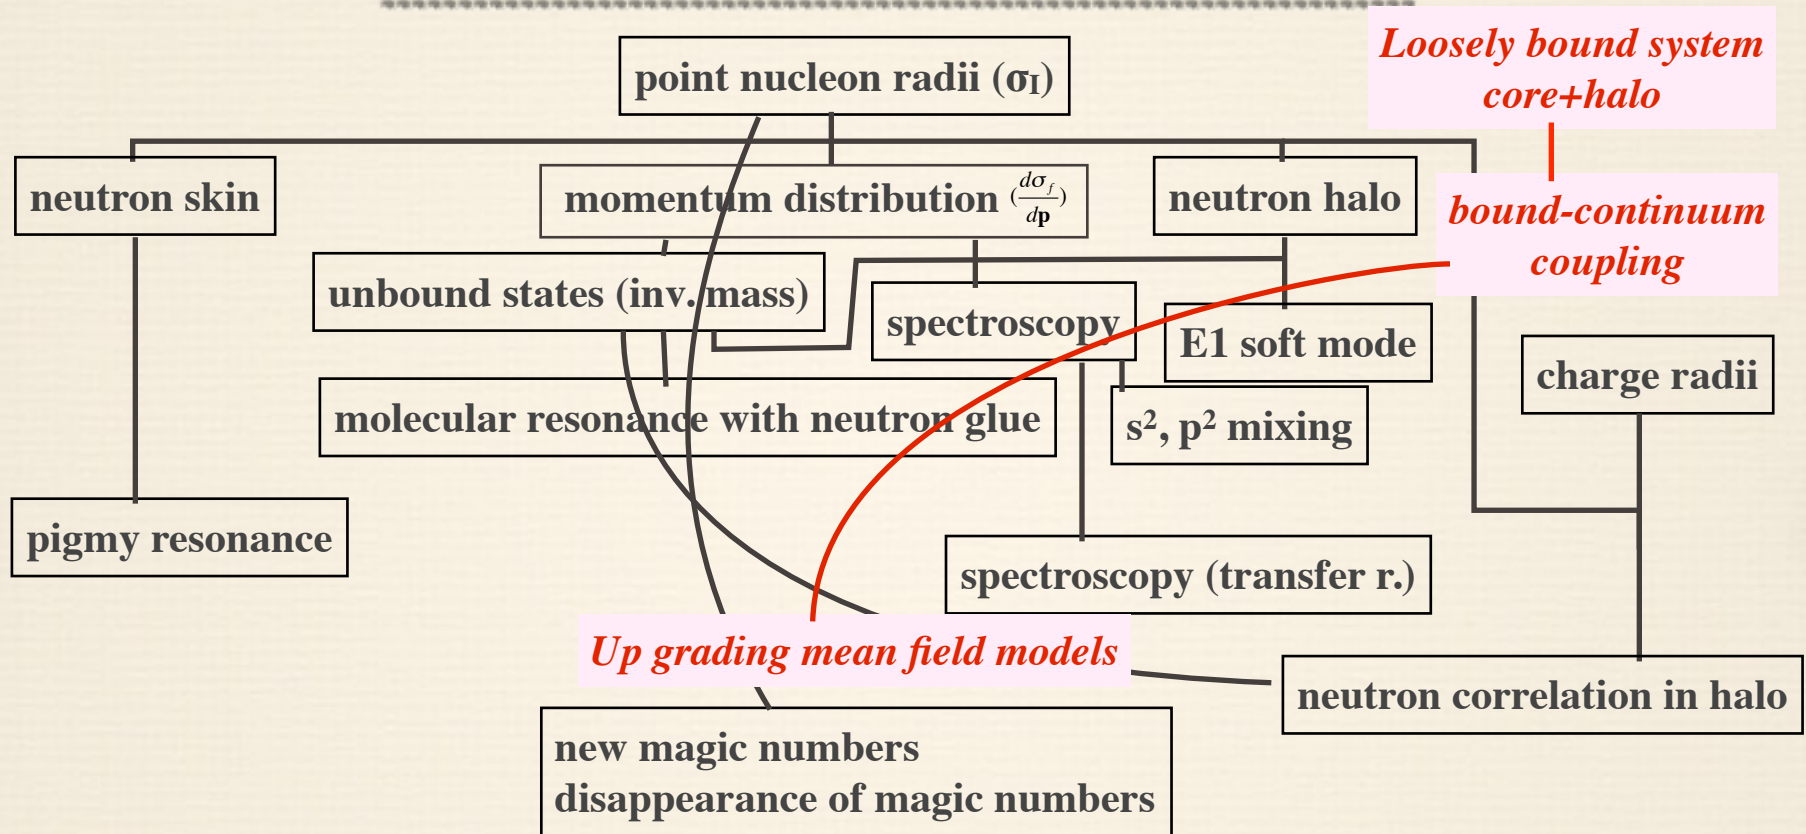 Loosely bound system
core+halo
point nucleon radii (σI)
neutron skin
momentum distribution (dσf/dp)
neutron halo
bound-continuum
coupling
unbound states (inv. mass)
spectroscopy
E1 soft mode
charge radii
molecular resonance with neutron glue
s², p² mixing
pigmy resonance
spectroscopy (transfer r.)
Up grading mean field models
neutron correlation in halo
new magic numbers
disappearance of magic numbers